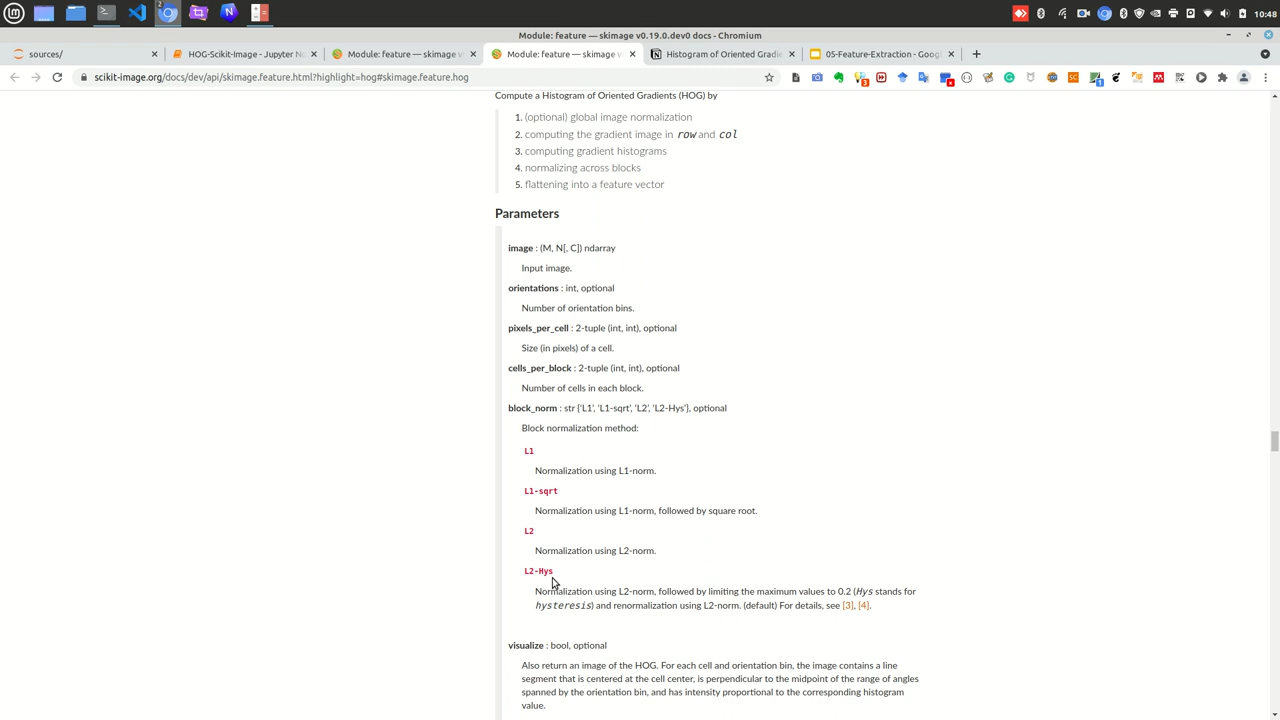 10:48
Module: feature — skimage v0.19.0.dev0 docs - Chromium
sources/
HOG-Scikit-Image - Jupyter No
Module: feature — skimage v
Module: feature — skimage v
Histogram of Oriented Gradie
05-Feature-Extraction - Goog
scikit-image.org/docs/dev/api/skimage.feature.html?highlight=hog#skimage.feature.hog
Compute a Histogram of Oriented Gradients (HOG) by
1. (optional) global image normalization
2. computing the gradient image in row and col
3. computing gradient histograms
4. normalizing across blocks
5. flattening into a feature vector
Parameters
image : (M, N[, C]) ndarray
Input image.
orientations : int, optional
Number of orientation bins.
pixels_per_cell : 2-tuple (int, int), optional
Size (in pixels) of a cell.
cells_per_block : 2-tuple (int, int), optional
Number of cells in each block.
block_norm : str {'L1', 'L1-sqrt', 'L2', 'L2-Hys'}, optional
Block normalization method:
L1
Normalization using L1-norm.
L1-sqrt
Normalization using L1-norm, followed by square root.
L2
Normalization using L2-norm.
L2-Hys
Normalization using L2-norm, followed by limiting the maximum values to 0.2 (Hys stands for
hysteresis) and renormalization using L2-norm. (default) For details, see [3], [4].
visualize : bool, optional
Also return an image of the HOG. For each cell and orientation bin, the image contains a line
segment that is centered at the cell center, is perpendicular to the midpoint of the range of angles
spanned by the orientation bin, and has intensity proportional to the corresponding histogram
value.